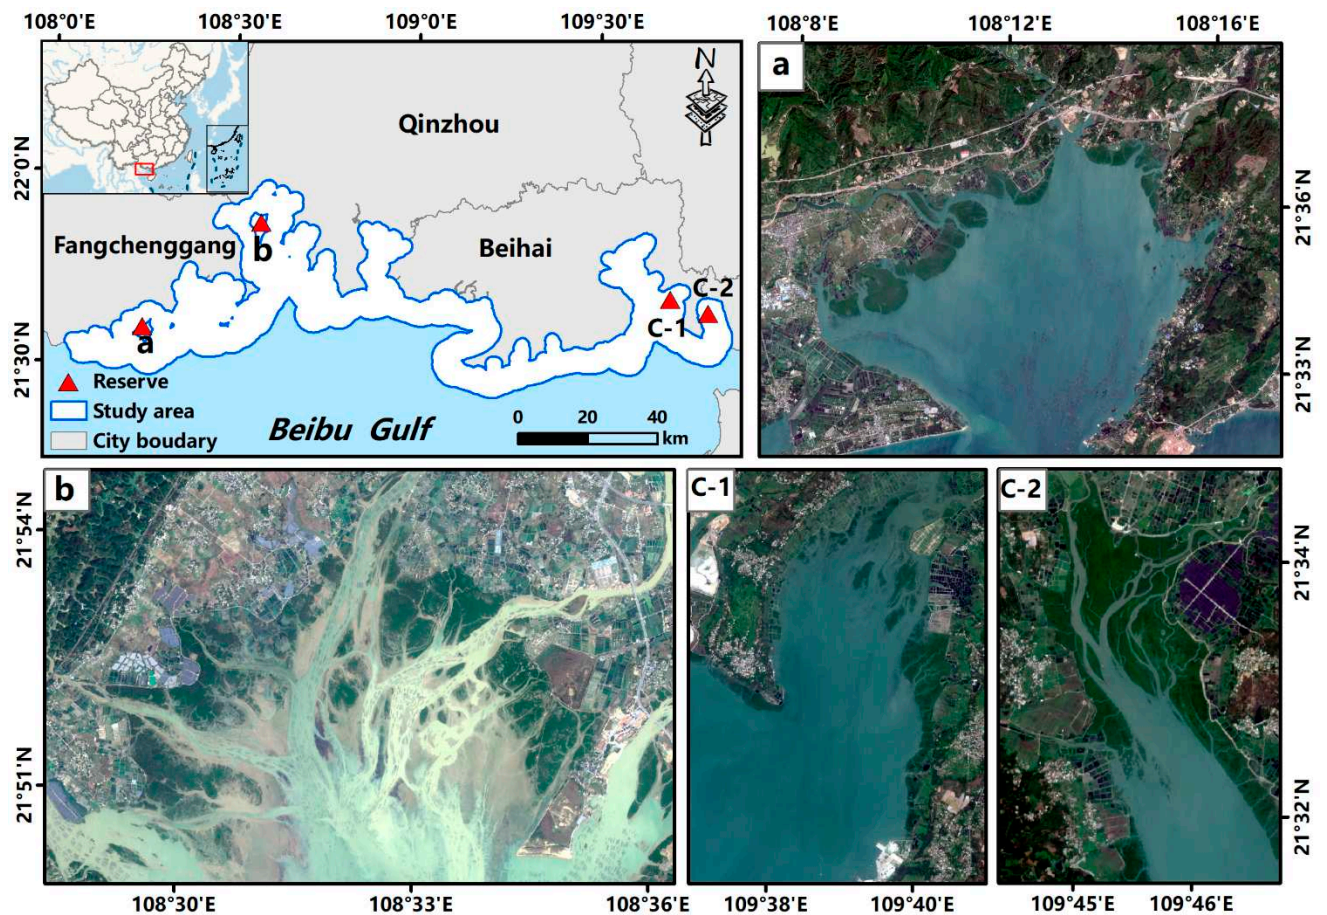 108°0'E 108°30'E 109°0'E 109°30'E
N
Qinzhou
22°0'N
Fangchenggang
b
Beihai
C-2
C-1
a
21°30'N
Reserve
Study area
City boudary
Beibu Gulf
0 20 40
km
108°8'E 108°12'E 108°16'E
a
21°36'N
21°33'N
b
21°54'N
21°51'N
108°30'E 108°33'E 108°36'E
C-1
109°38'E 109°40'E
C-2
21°34'N
21°32'N
109°45'E 109°46'E